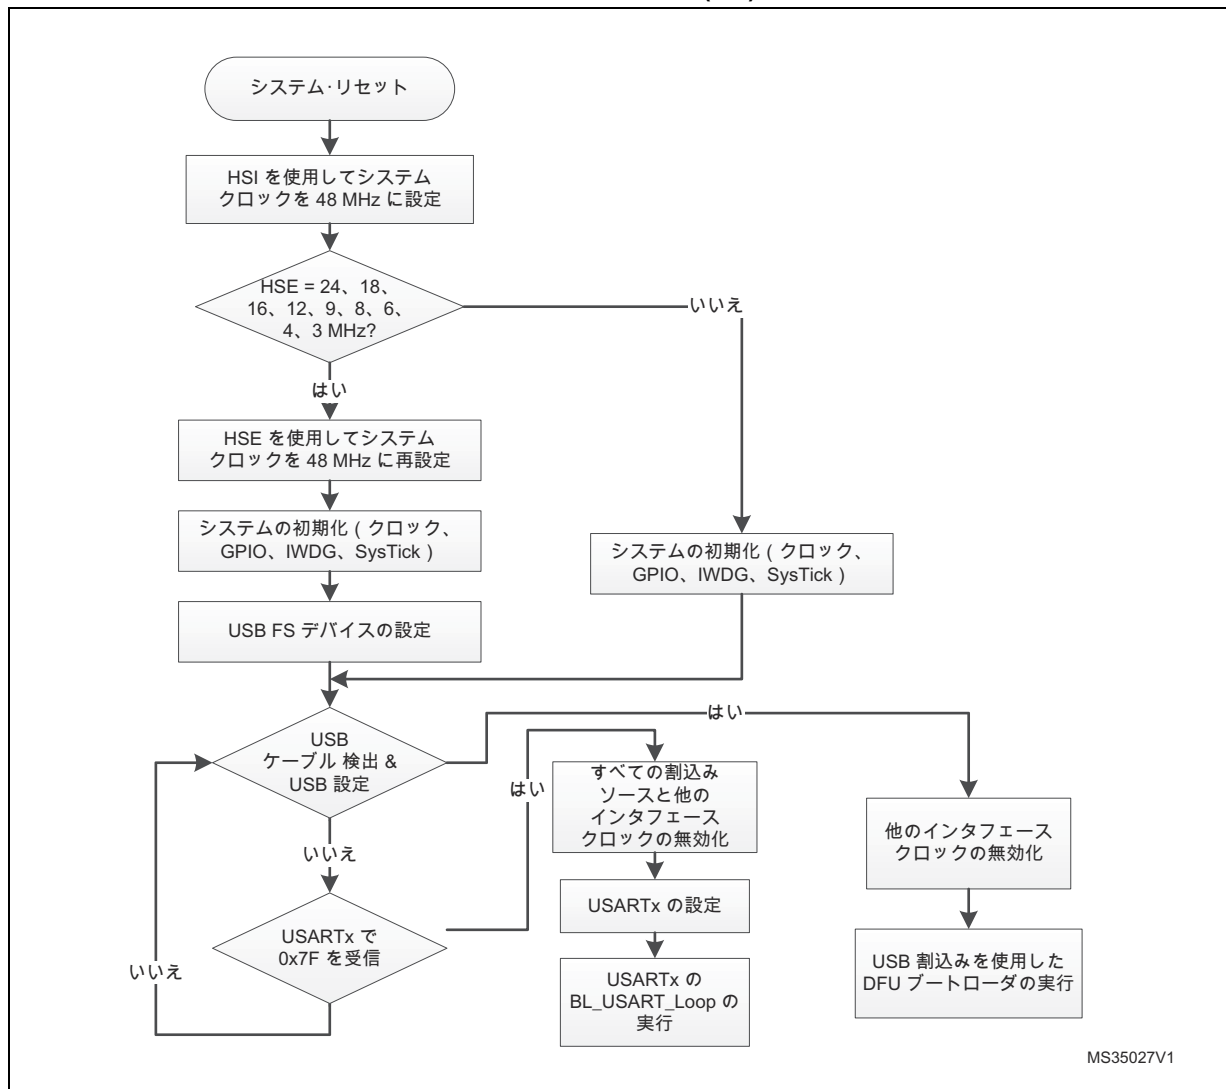 システム・リセット
HSI を使用してシステム
クロックを 48 MHz に設定
HSE = 24、18、
16、12、9、8、6、
4、3 MHz?
いいえ
はい
HSE を使用してシステム
クロックを 48 MHz に再設定
システムの初期化 ( クロック、
GPIO、IWDG、SysTick )
システムの初期化 ( クロック、
GPIO、IWDG、SysTick )
USB FS デバイスの設定
はい
USB
ケーブル 検出 &
USB 設定
はい
すべての割込み
ソースと他の
インタフェース
クロックの無効化
他のインタフェース
クロックの無効化
いいえ
USARTx の設定
USARTx で
0x7F を受信
いいえ
USARTx の
BL_USART_Loop の
実行
USB 割込みを使用した
DFU ブートローダの実行
MS35027V1